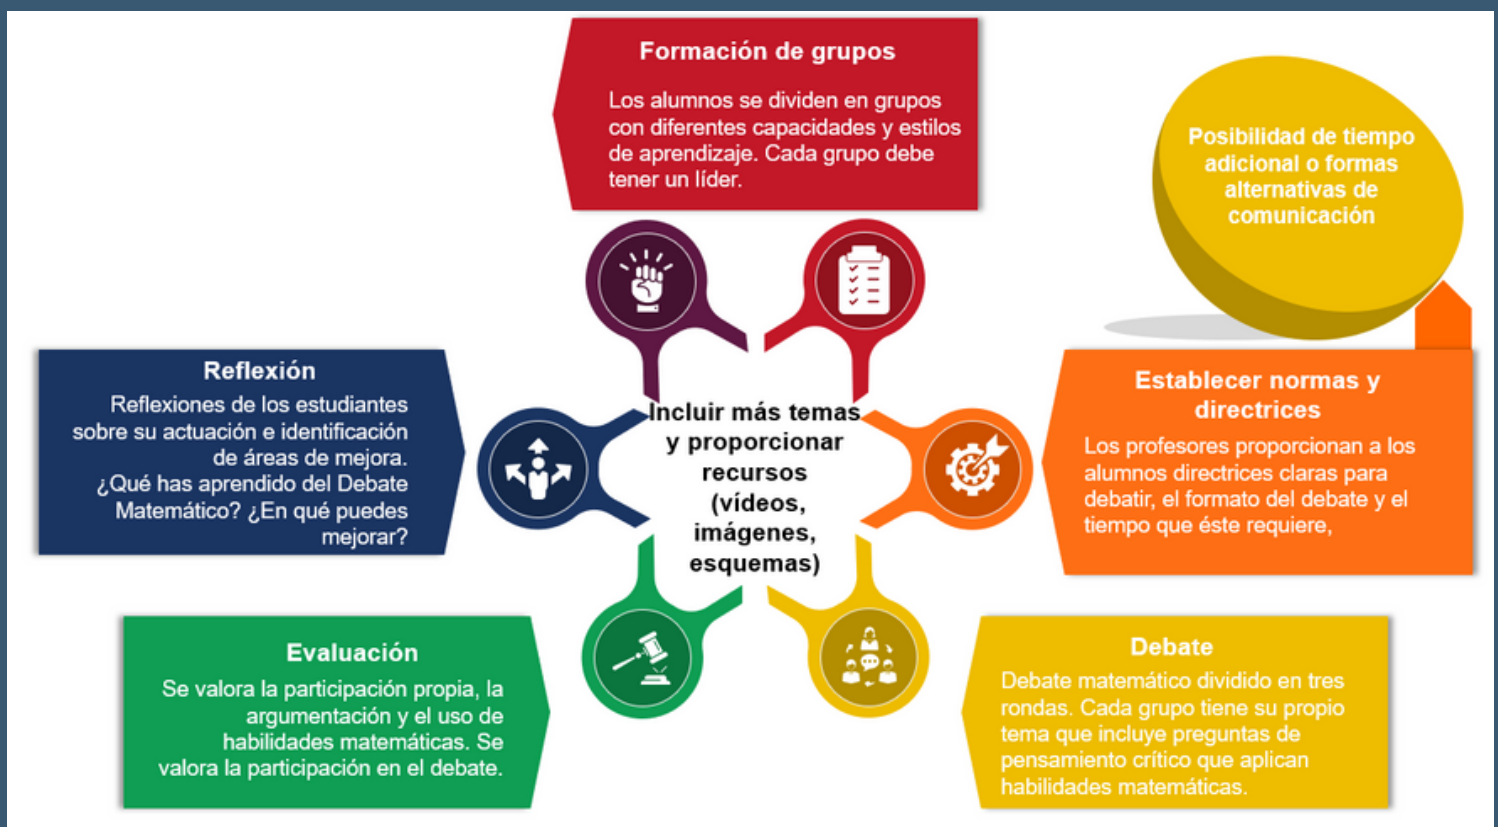 Formación de grupos
Los alumnos se dividen en grupos
con diferentes capacidades y estilos
de aprendizaje. Cada grupo debe
tener un líder.
Posibilidad de tiempo
adicional o formas
alternativas de
comunicación
Reflexión
Reflexiones de los estudiantes
sobre su actuación e identificación
de áreas de mejora.
¿Qué has aprendido del Debate
Matemático? ¿En qué puedes
mejorar?
Incluir más temas
y proporcionar
recursos
(vídeos,
imágenes,
esquemas)
Establecer normas y
directrices
Los profesores proporcionan a los
alumnos directrices claras para
debatir, el formato del debate y el
tiempo que éste requiere,
Evaluación
Se valora la participación propia, la
argumentación y el uso de
habilidades matemáticas. Se
valora la participación en el debate.
Debate
Debate matemático dividido en tres
rondas. Cada grupo tiene su propio
tema que incluye preguntas de
pensamiento crítico que aplican
habilidades matemáticas.